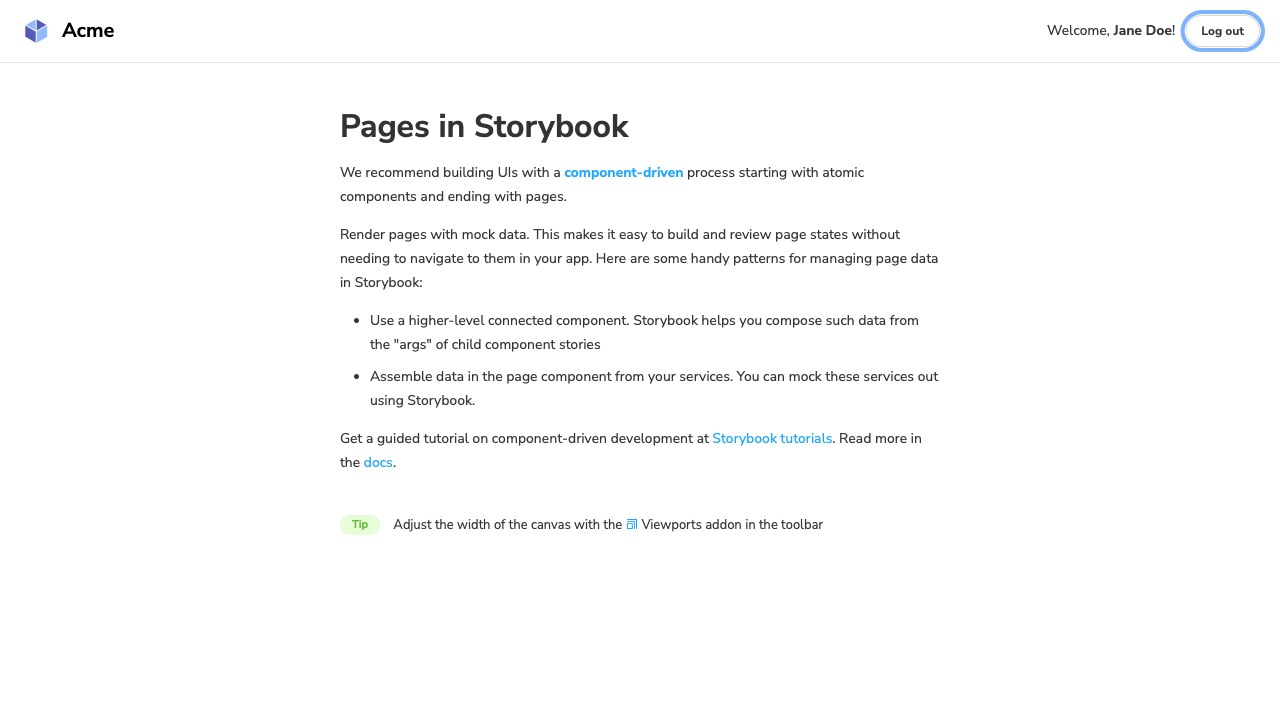 Acme
Welcome, Jane Doe!
Log out
Pages in Storybook
We recommend building UIs with a component-driven process starting with atomic
components and ending with pages.
Render pages with mock data. This makes it easy to build and review page states without
needing to navigate to them in your app. Here are some handy patterns for managing page data
in Storybook:
Use a higher-level connected component. Storybook helps you compose such data from
the "args" of child component stories
Assemble data in the page component from your services. You can mock these services out
using Storybook.
Get a guided tutorial on component-driven development at Storybook tutorials. Read more in
the docs.
Tip
Adjust the width of the canvas with the Viewports addon in the toolbar